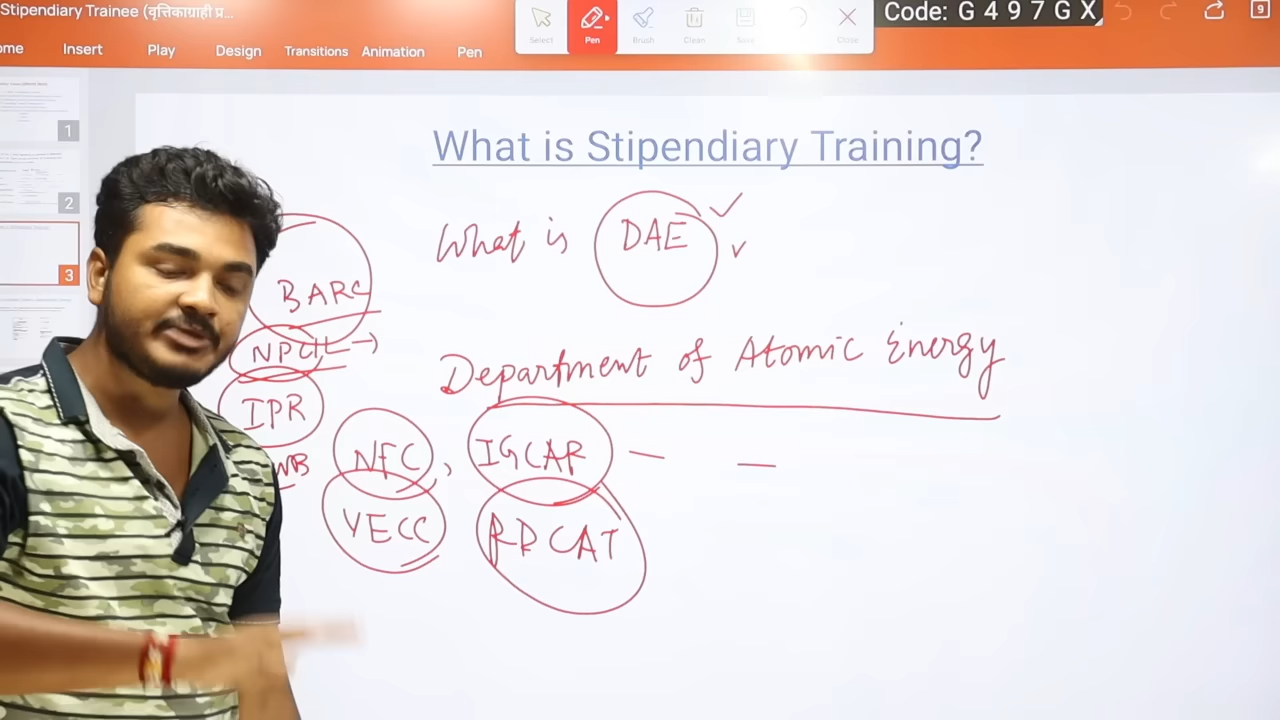 Stipendiary Trainee (वृत्तिकाग्राही प्र...
Code: G 4 9 7 G X
9
ome Insert Play Design Transitions Animation Pen
Select Pen Brush Clean Save Close
1
2
3
What is Stipendiary Training?
What is DAE
BARC
NPCIL →
Department of Atomic Energy
IPR
NFC, IGCAR — —
VECC RRCAT